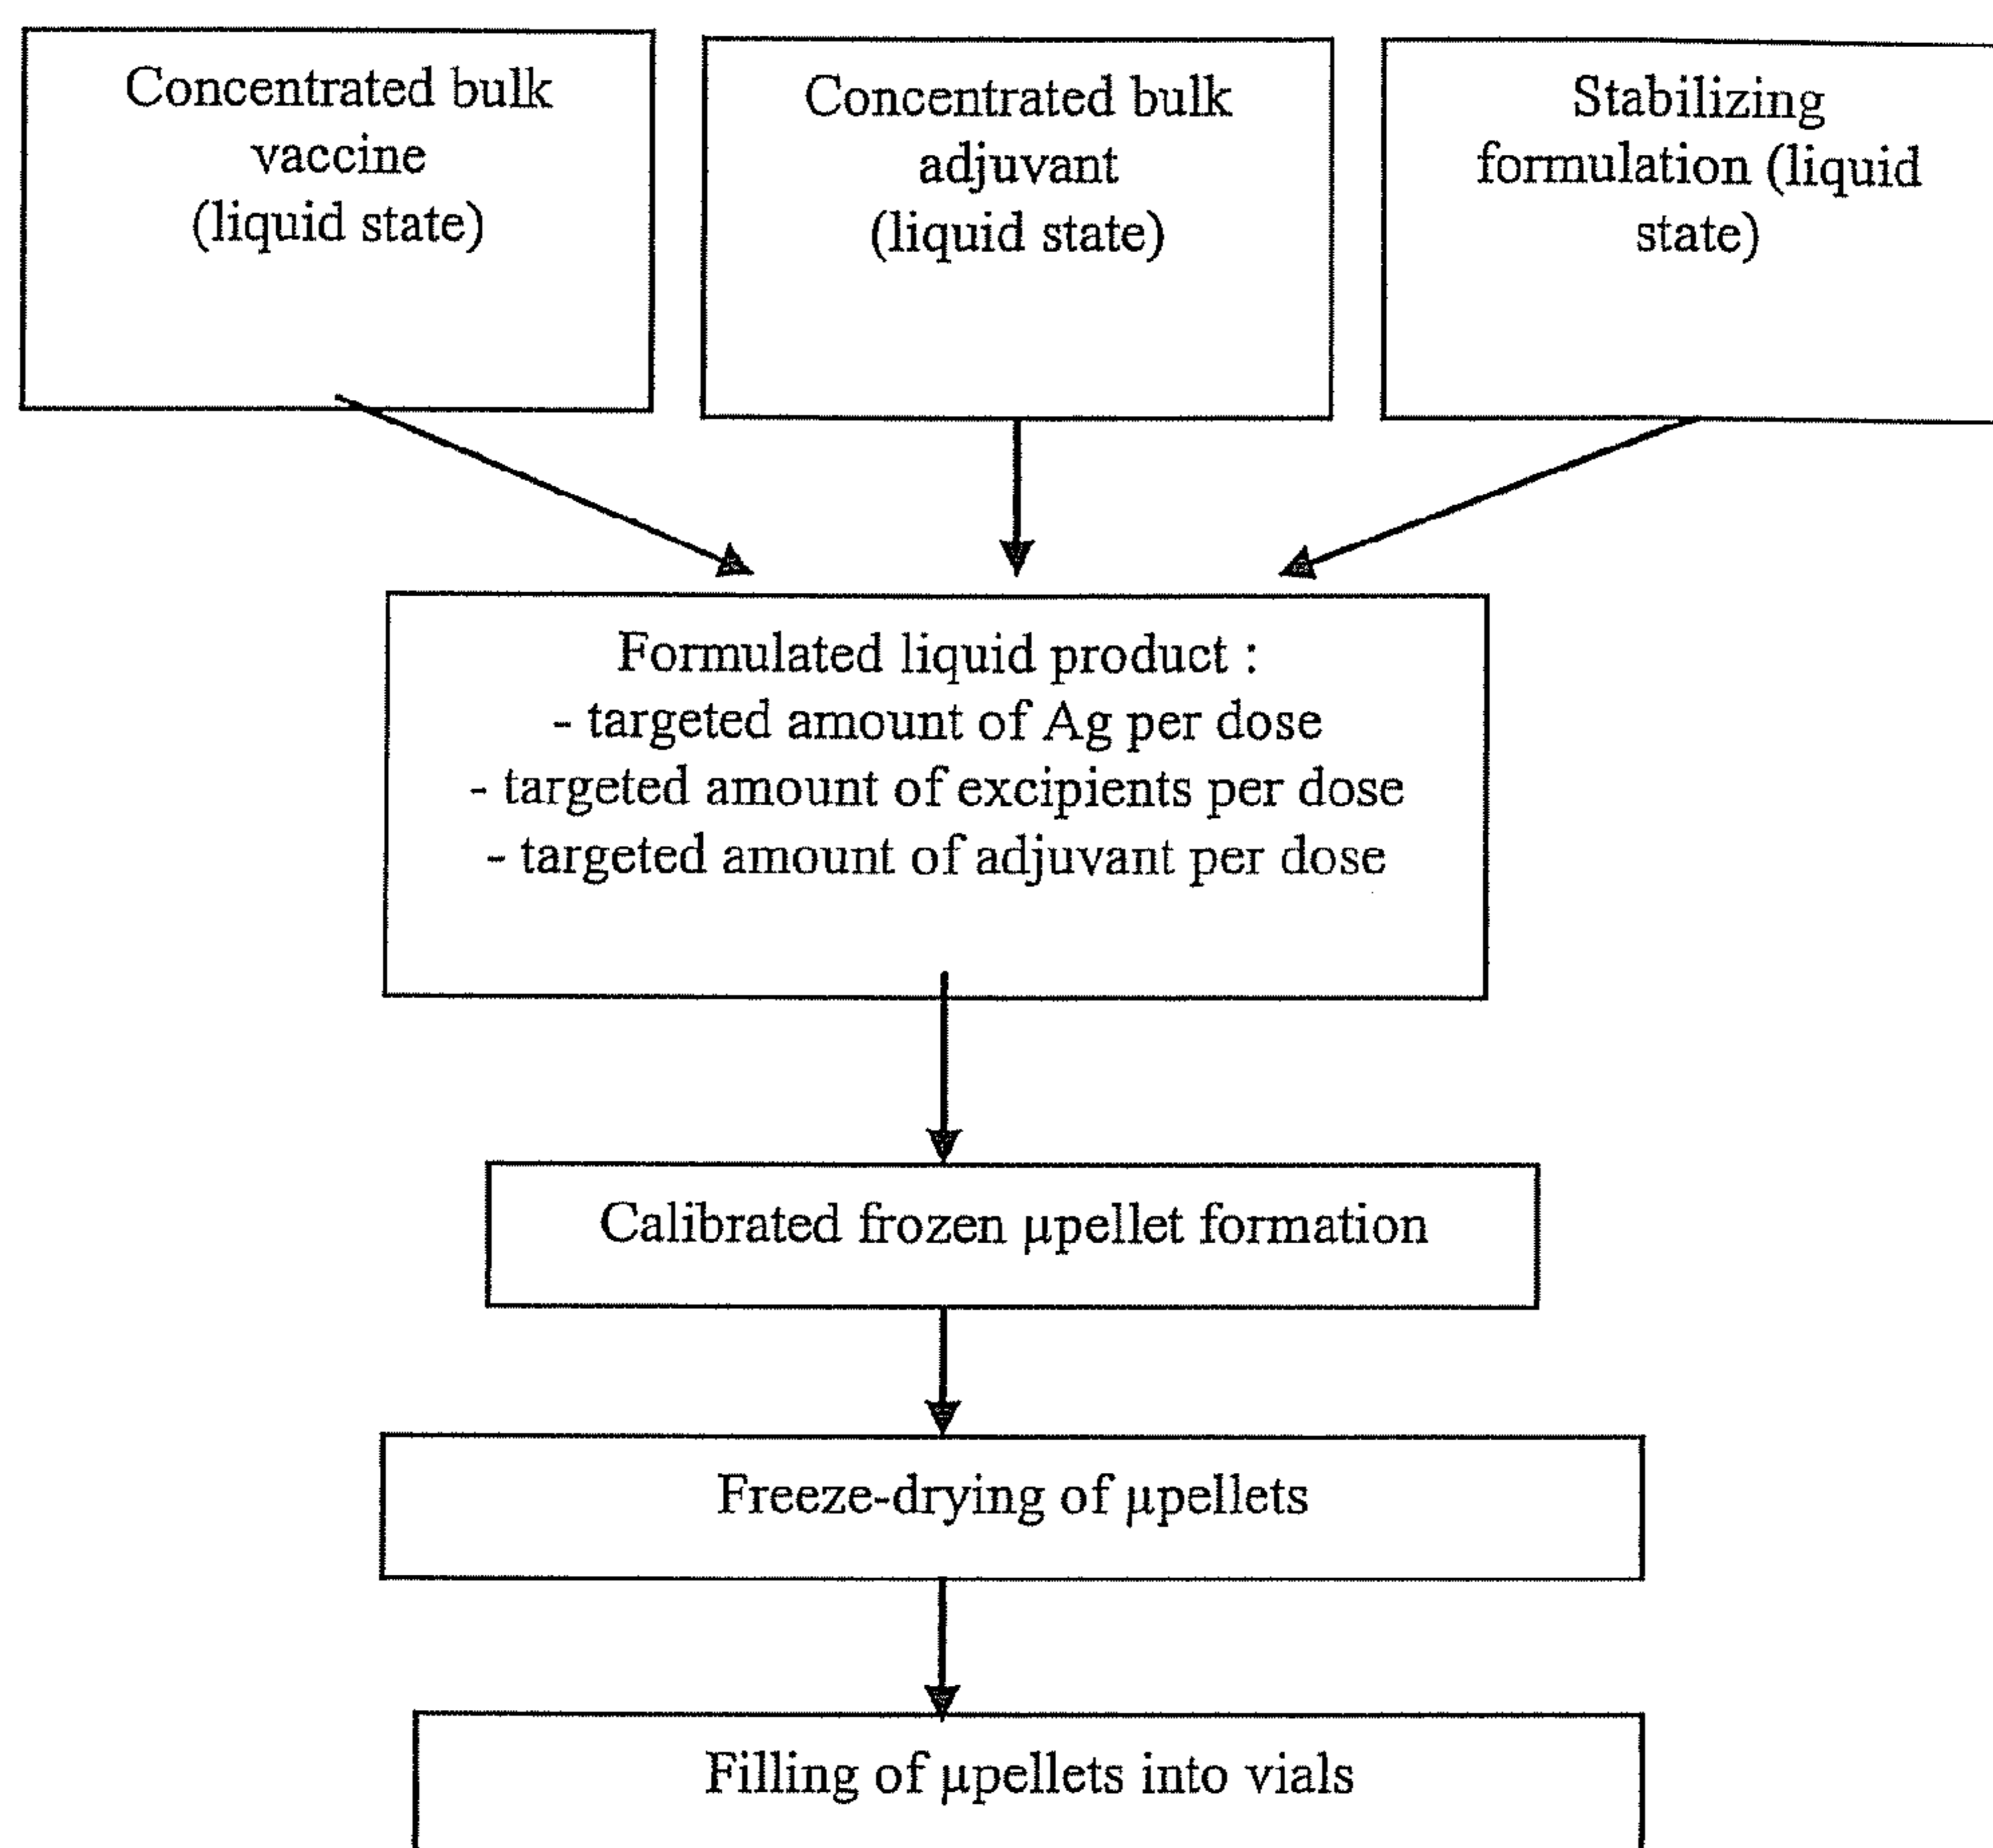 Concentrated bulk
vaccine
(liquid state)
Concentrated bulk
adjuvant
(liquid state)
Stabilizing
formulation (liquid
state)
Formulated liquid product :
- targeted amount of Ag per dose
- targeted amount of excipients per dose
- targeted amount of adjuvant per dose
Calibrated frozen µpellet formation
Freeze-drying of µpellets
Filling of µpellets into vials